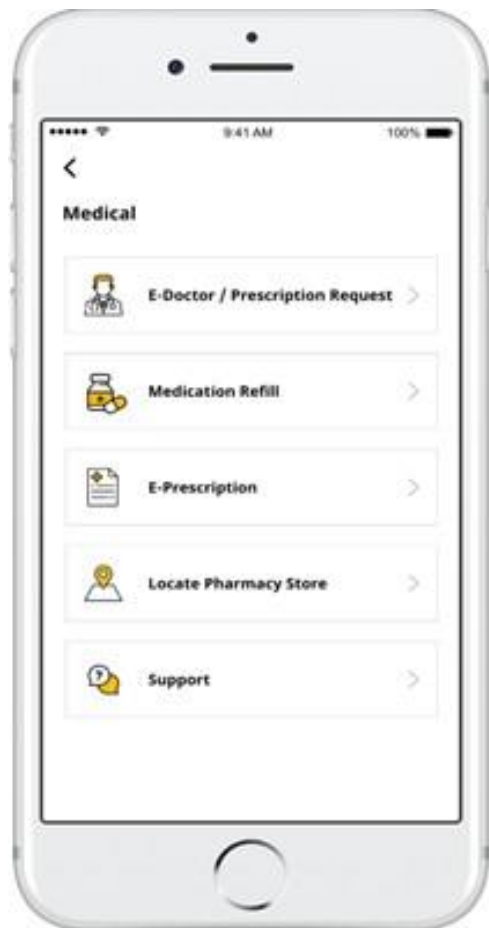 9:41 AM
100%
Medical
E-Doctor / Prescription Request
Medication Refill
E-Prescription
Locate Pharmacy Store
?
Support